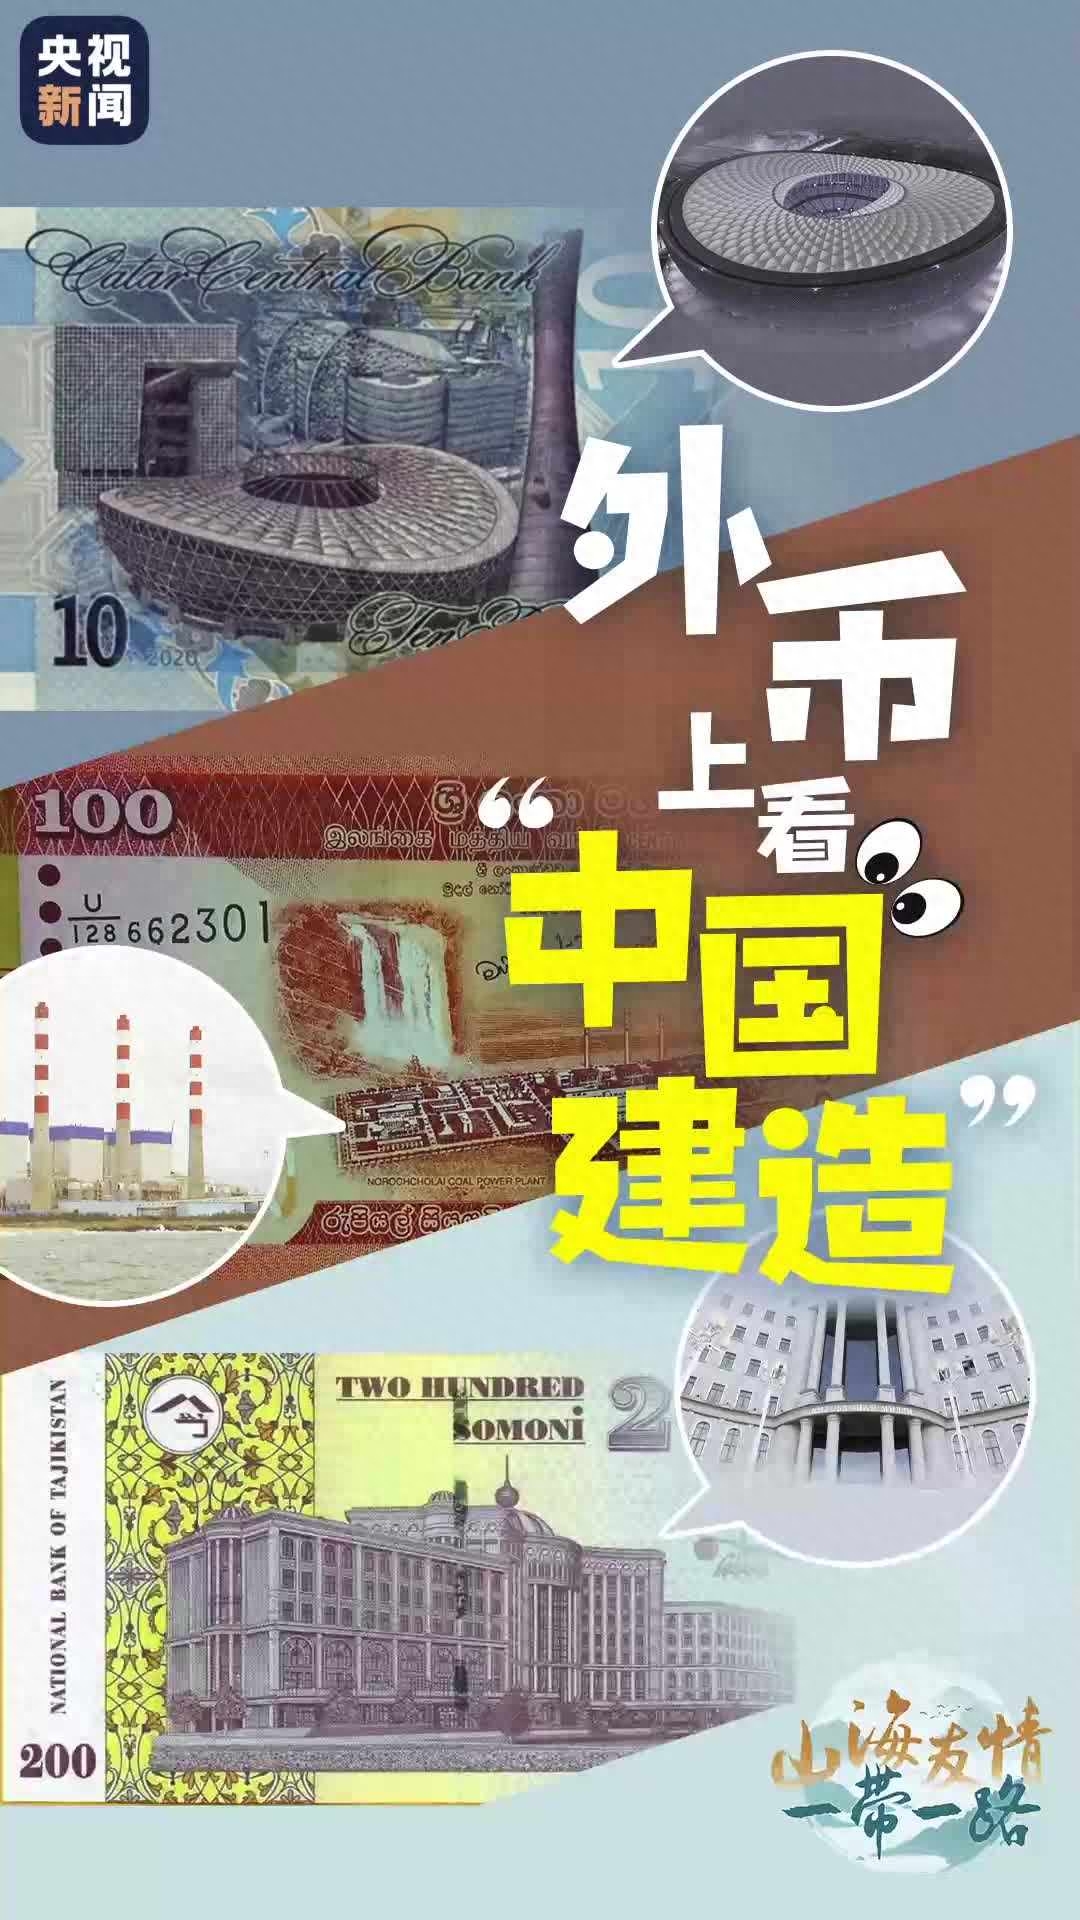 央视
新闻
Qatar Central Bank
10
10
2020
外币
上看
“中国
建造”
100
இலங்கை மத்திய வ
U
128 662301
NOROCHCHOLAI COAL POWER PLANT
රුපියල් සියය
NATIONAL BANK OF TAJIKISTAN
TWO HUNDRED
SOMONI
2
200
山海友情
一带一路